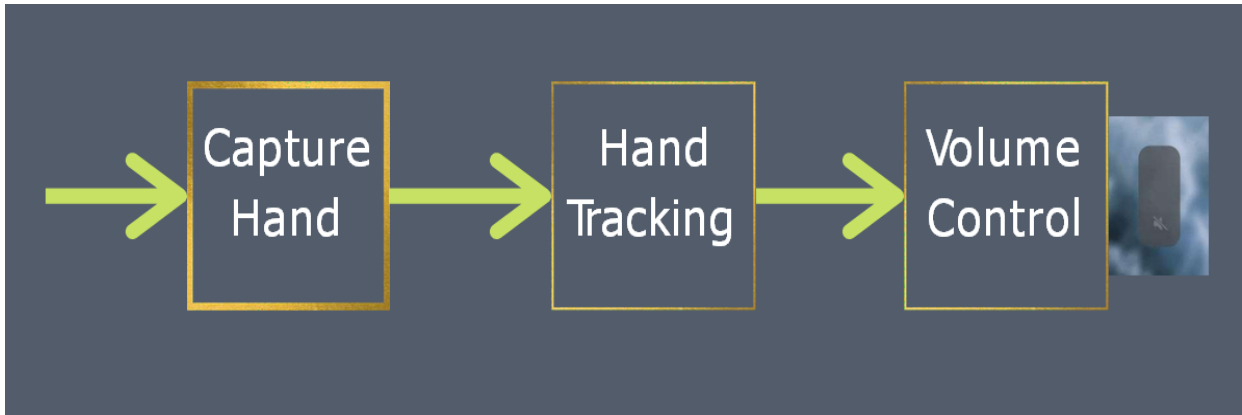 Capture
Hand
Hand
Tracking
Volume
Control